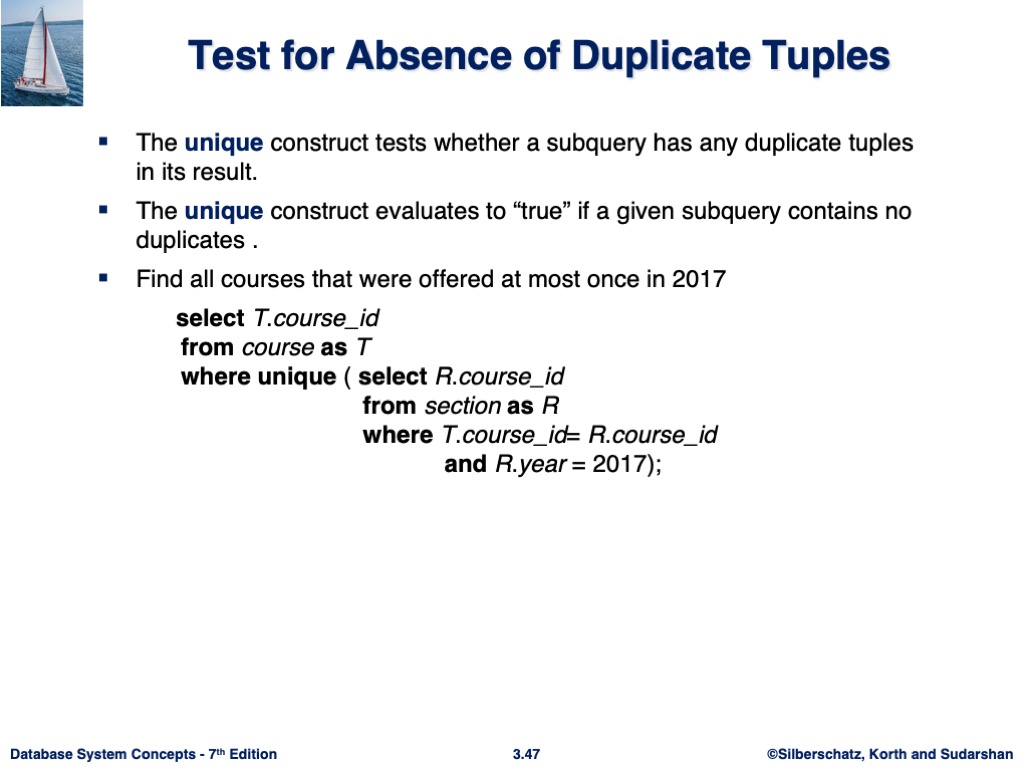 Test for Absence of Duplicate Tuples
▪ The unique construct tests whether a subquery has any duplicate tuples
in its result.
▪ The unique construct evaluates to “true” if a given subquery contains no
duplicates .
▪ Find all courses that were offered at most once in 2017
select T.course_id
from course as T
where unique ( select R.course_id
from section as R
where T.course_id= R.course_id
and R.year = 2017);
Database System Concepts - 7th Edition
3.47
©Silberschatz, Korth and Sudarshan